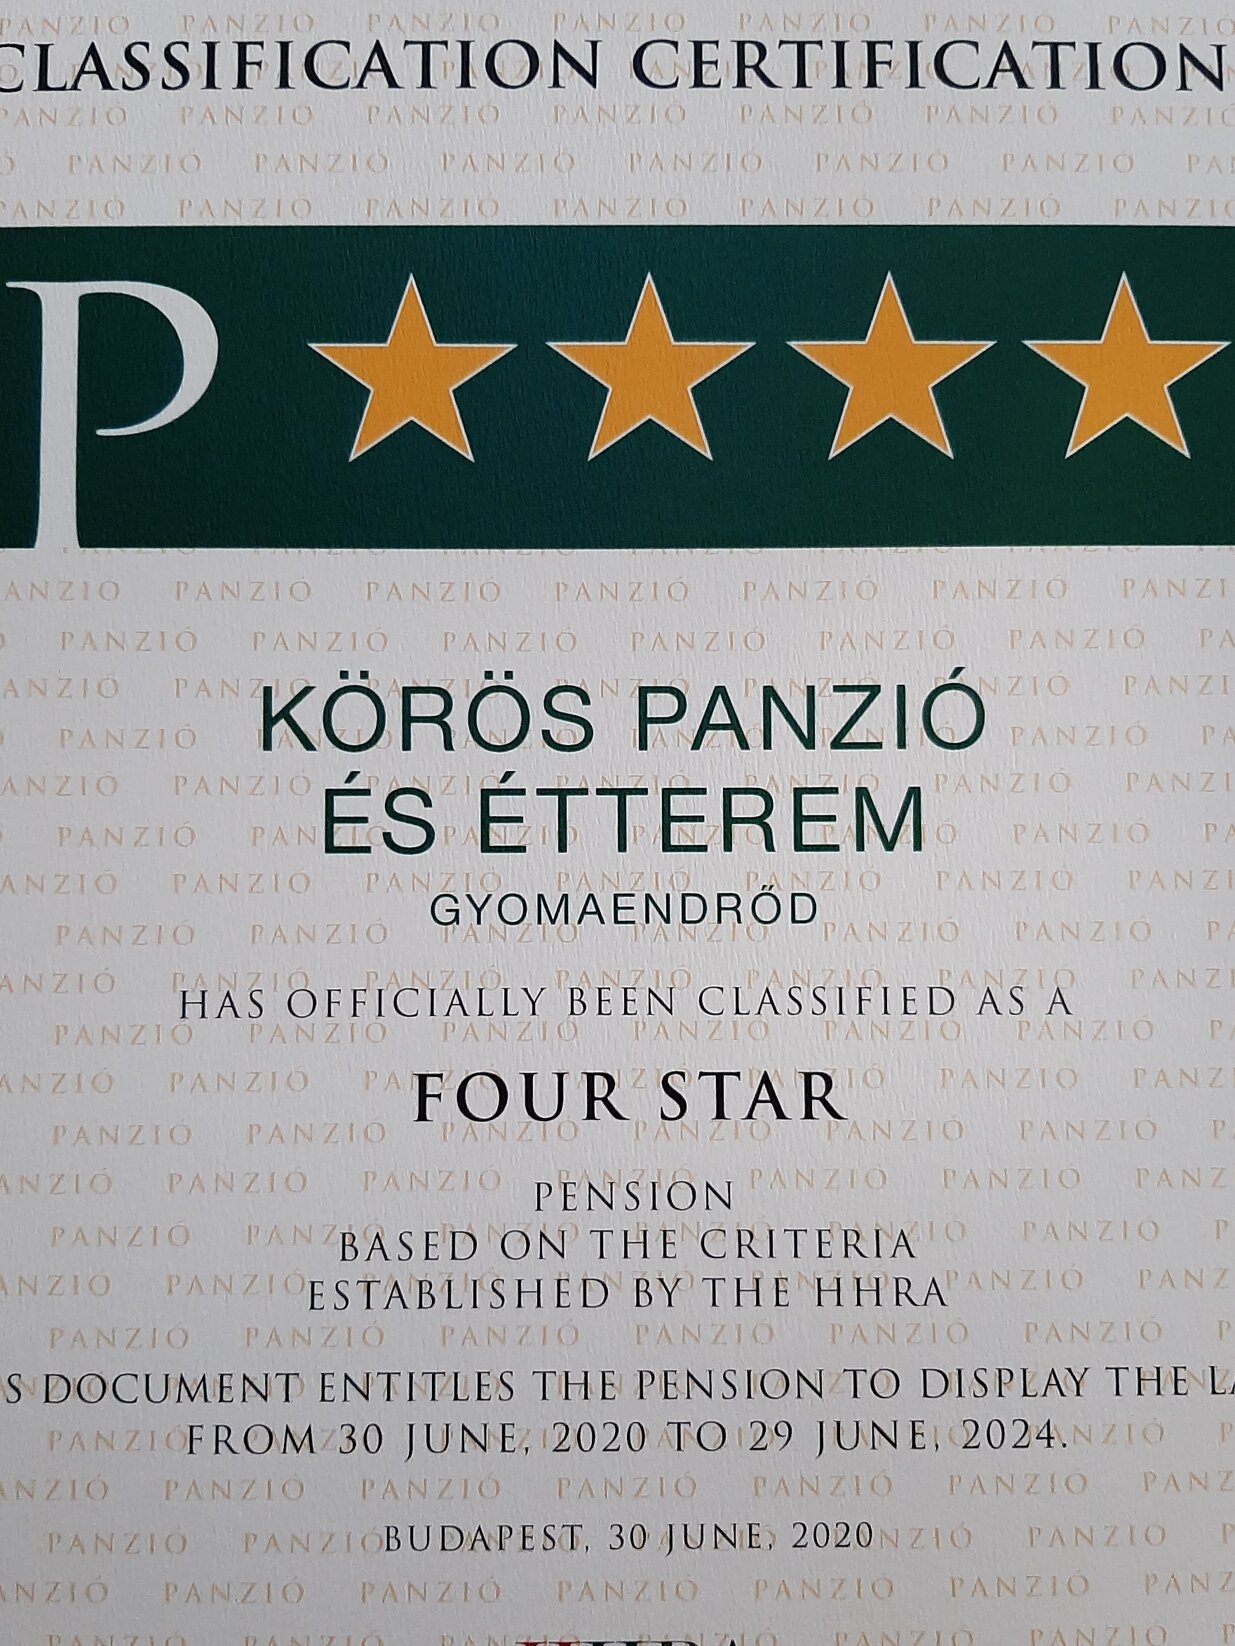 CLASSIFICATION CERTIFICATION
P
KÖRÖS PANZIÓ
ÉS ÉTTEREM
GYOMAENDRŐD
HAS OFFICIALLY BEEN CLASSIFIED AS A
FOUR STAR
PENSION
BASED ON THE CRITERIA
ESTABLISHED BY THE HHRA
DOCUMENT ENTITLES THE PENSION TO DISPLAY THE
FROM 30 JUNE, 2020 TO 29 JUNE, 2024.
BUDAPEST, 30 JUNE, 2020